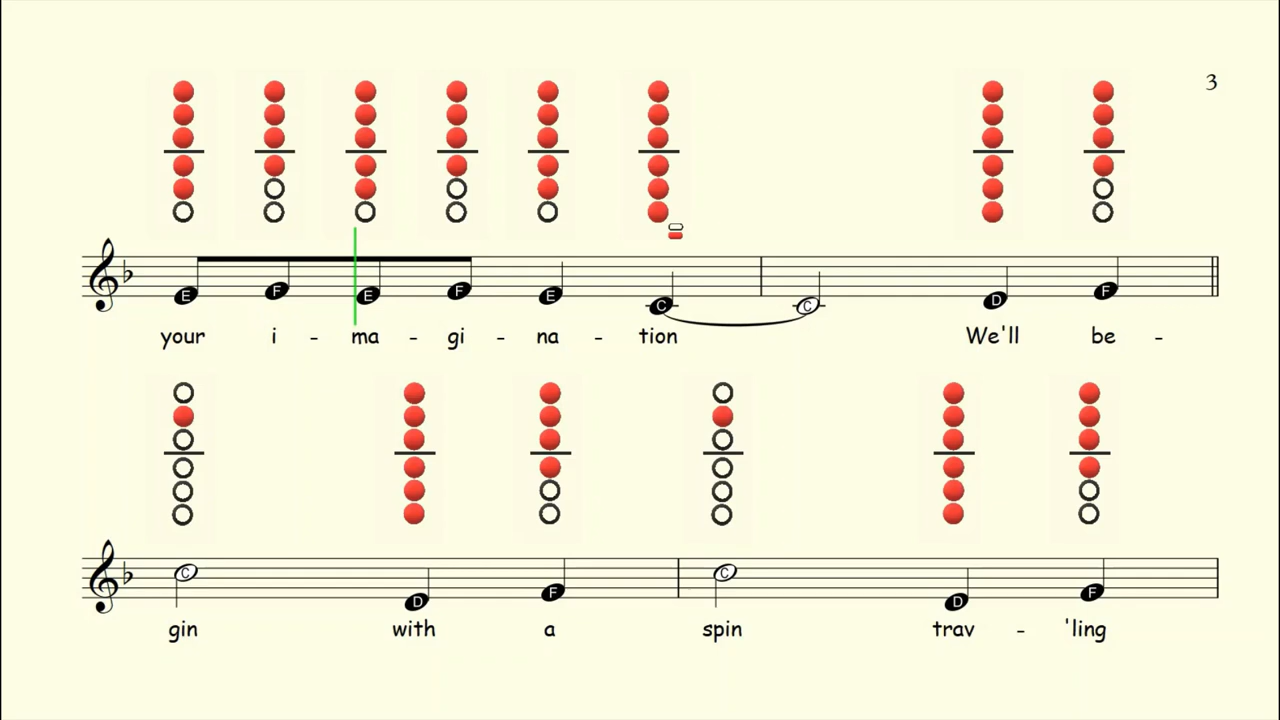 3
E F E F E C C D F
your i - ma - gi - na - tion We'll be -
C D F C D F
gin with a spin trav - 'ling